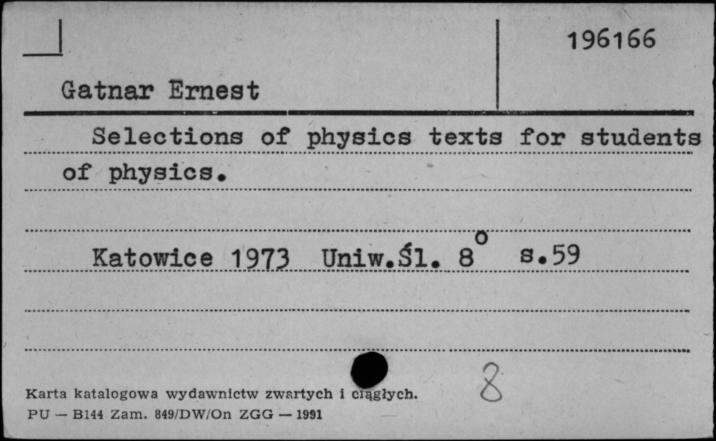 196166
Gatnar Ernest
Selections of physics texts for students
of physics.
Katowice 1973 Uniw.Śl. 8° s.59
8
Karta katalogowa wydawnictw zwartych i ciągłych.
PU — B144 Zam. 849/DW/On ZGG — 1991